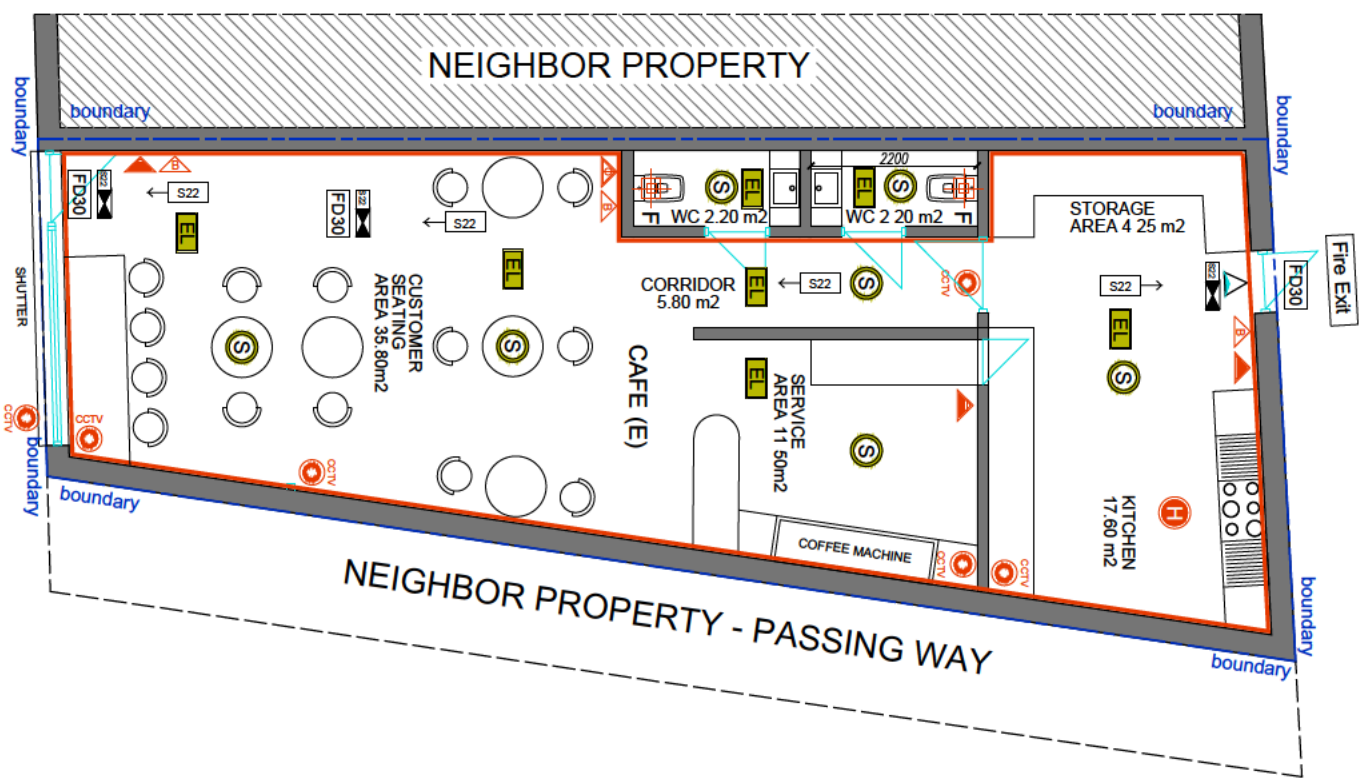 NEIGHBOR PROPERTY
boundary
boundary
boundary
boundary
2200
FD30
S22
FD30
S22
EL
EL
S
EL
EL
S
F
WC 2.20 m2
WC 2 20 m2
F
STORAGE
AREA 4 25 m2
Fire Exit
FD30
S22
B
B
B
EL
EL
CORRIDOR
5.80 m2
EL
S22
S
CCTV
EL
S
SHUTTER
CUSTOMER
SEATING
AREA 35.80m2
S
S
CAFE (E)
EL
SERVICE
AREA 11 50m2
S
CCTV
CCTV
CCTV
boundary
boundary
COFFEE MACHINE
CCTV
CCTV
H
KITCHEN
17.60 m2
NEIGHBOR PROPERTY - PASSING WAY
boundary
boundary